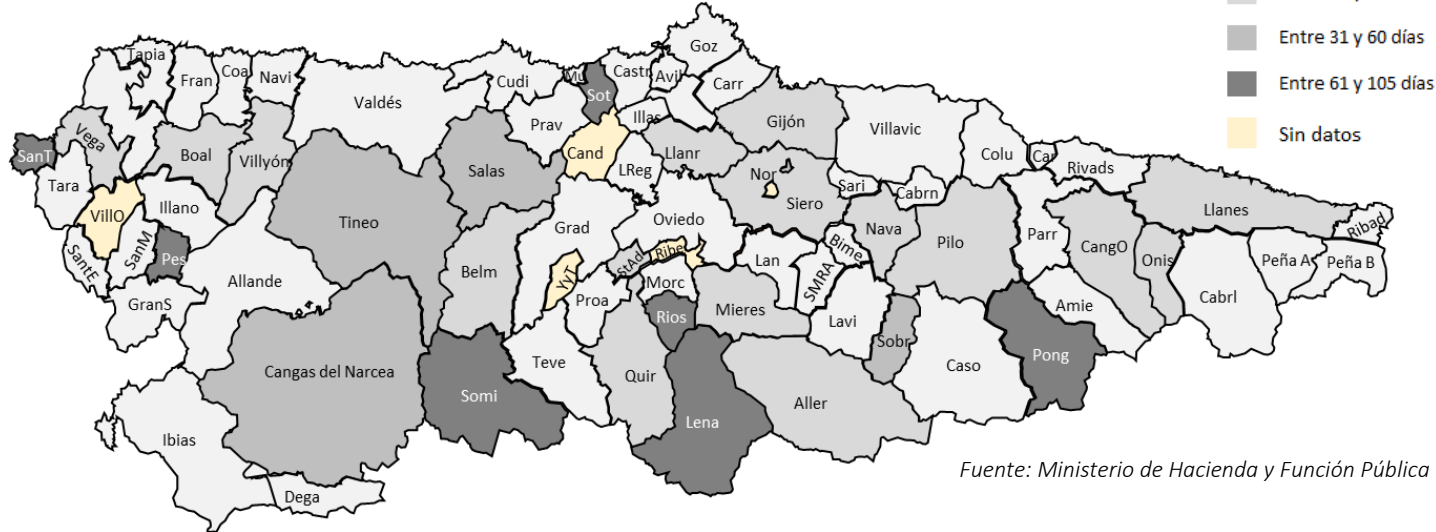 Entre 31 y 60 días
Entre 61 y 105 días
Sin datos
Tapia
Fran
Coa
Navi
Valdés
Cudi
Mu
Sot
Castr
Avil
Goz
Carr
Prav
Illas
Gijón
Villavic
Colu
Car
Rivads
Vega
SanT
Boal
Villyón
Salas
Cand
LReg
Llanr
Nor
Siero
Sari
Cabrn
Tara
VillO
Illano
Tineo
Grad
Oviedo
Nava
Pilo
Parr
CangO
Onis
Llanes
Ribad
SantE
SanM
Pes
Allande
Belm
YyT
StAd
Ribe
Lan
SMRA
Bime
Peña A
Peña B
GranS
Proa
Morc
Rios
Mieres
Lavi
Sobr
Caso
Amie
Pong
Cabrl
Cangas del Narcea
Somi
Teve
Quir
Lena
Aller
Ibias
Dega
Fuente: Ministerio de Hacienda y Función Pública